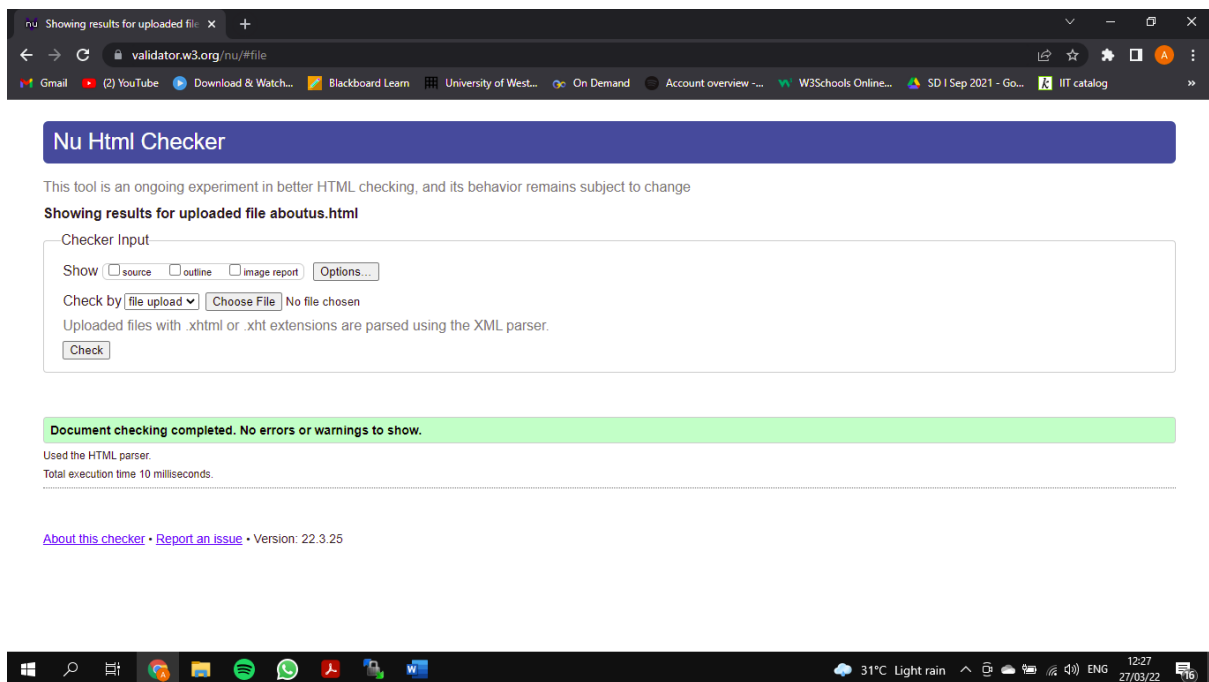 nu Showing results for uploaded file
validator.w3.org/nu/#file
A
Gmail (2) YouTube Download & Watch... Blackboard Learn University of West... On Demand Account overview -... W3Schools Online... SD I Sep 2021 - Go... k IIT catalog »
Nu Html Checker
This tool is an ongoing experiment in better HTML checking, and its behavior remains subject to change
Showing results for uploaded file aboutus.html
Checker Input
Show source outline image report Options...
Check by file upload Choose File No file chosen
Uploaded files with .xhtml or .xht extensions are parsed using the XML parser.
Check
Document checking completed. No errors or warnings to show.
Used the HTML parser.
Total execution time 10 milliseconds.
About this checker • Report an issue • Version: 22.3.25
31°C Light rain ENG 12:27
27/03/22 16